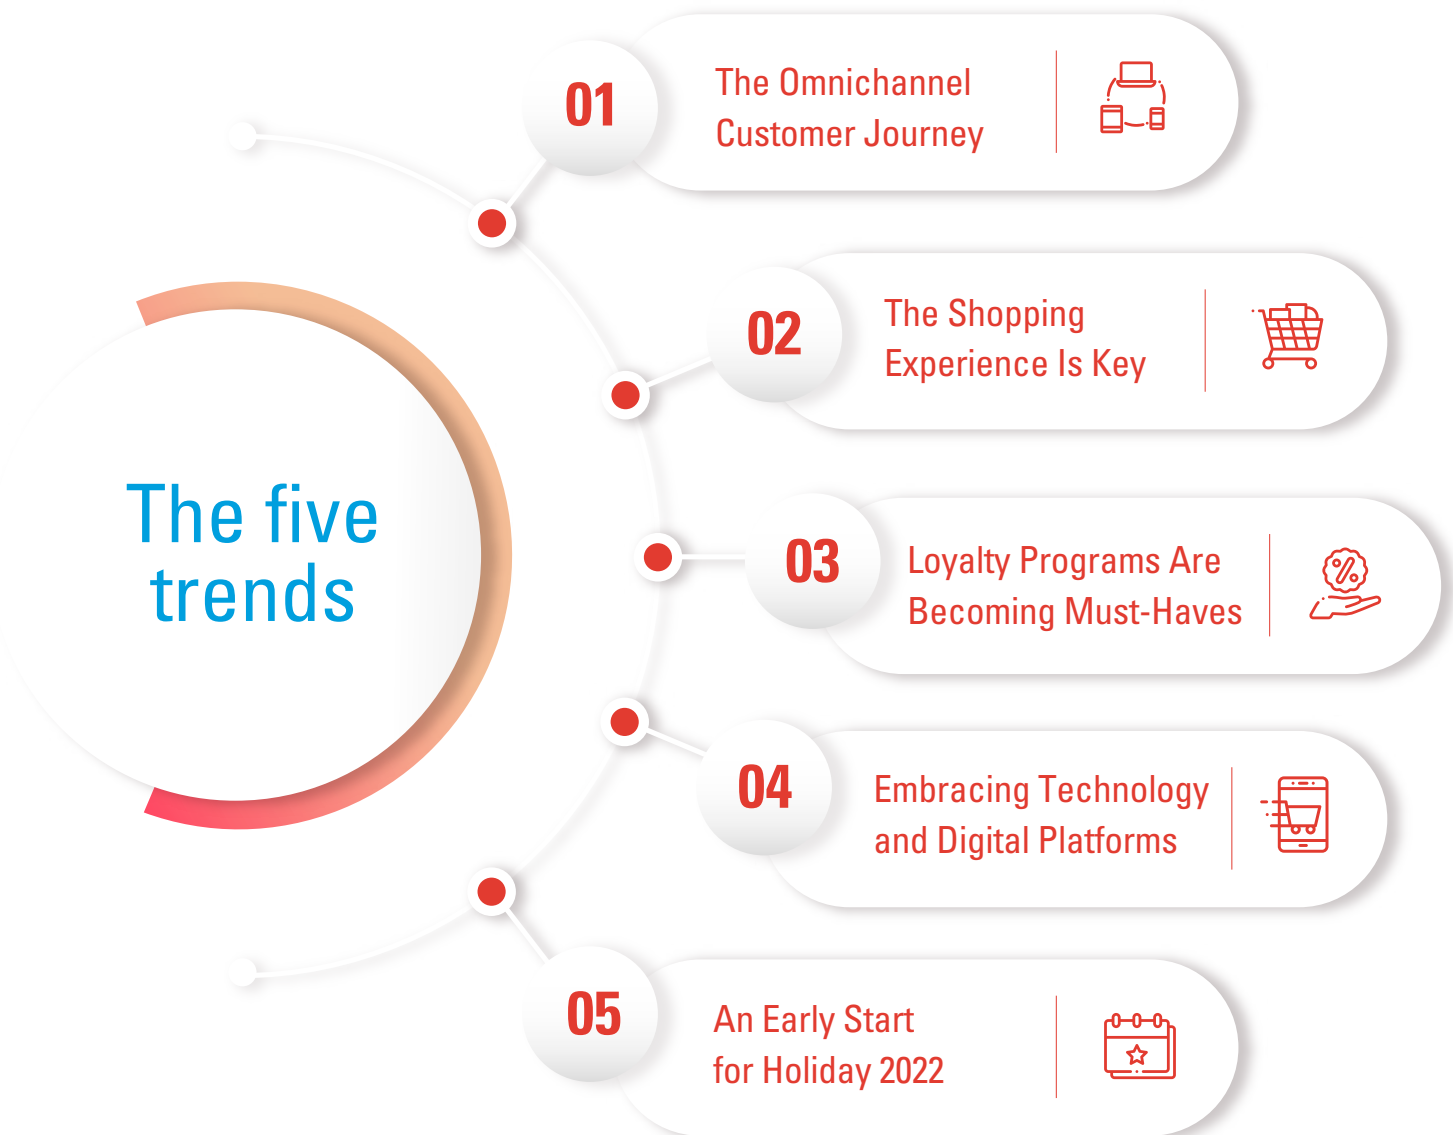 The five
trends
01
The Omnichannel
Customer Journey
02
The Shopping
Experience Is Key
03
Loyalty Programs Are
Becoming Must-Haves
04
Embracing Technology
and Digital Platforms
05
An Early Start
for Holiday 2022